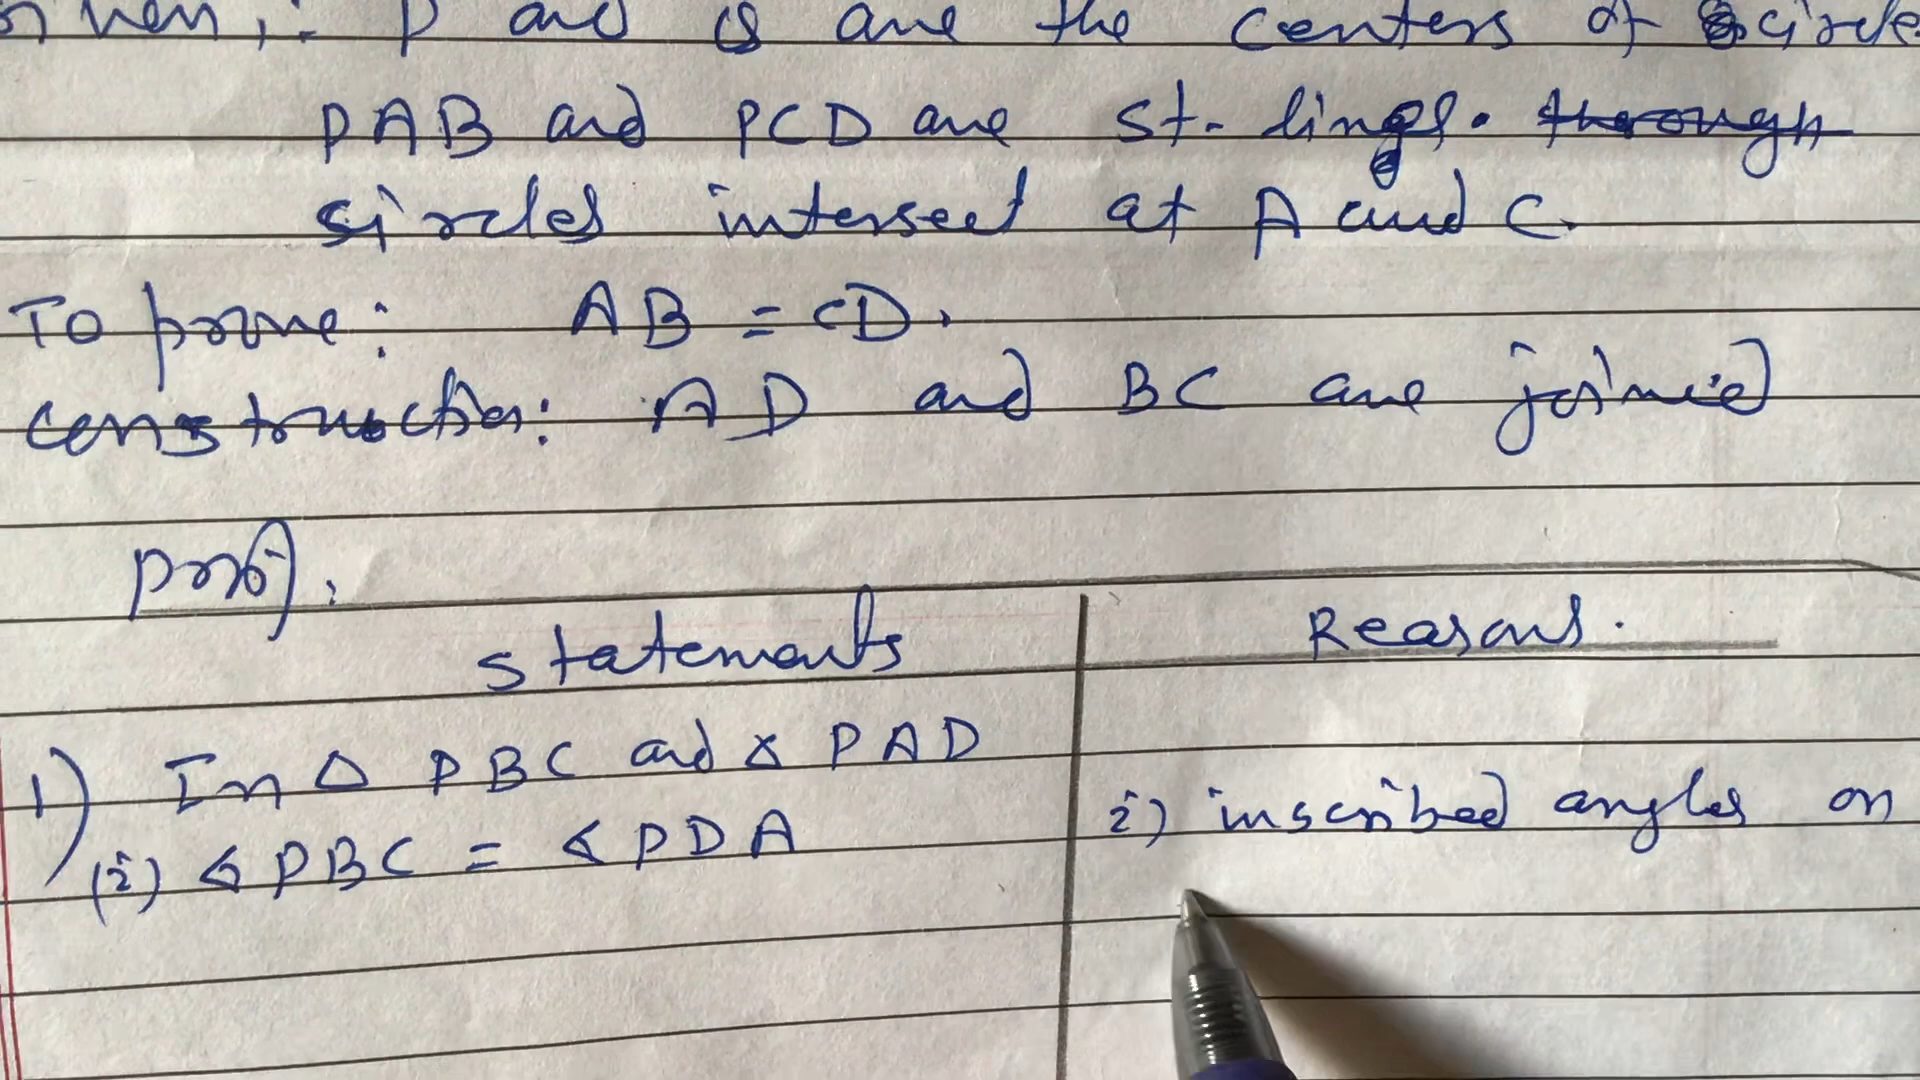 Given,: P and Q are the centers of circle
PAB and PCD are st. lines. through
circles intersect at A and C.
To prove: AB = CD.
construction: AD and BC are joined
proof,
statements
Reasons.
1) In △ PBC and △ PAD
(i) ∢ PBC = ∢ PDA
i) inscribed angles on